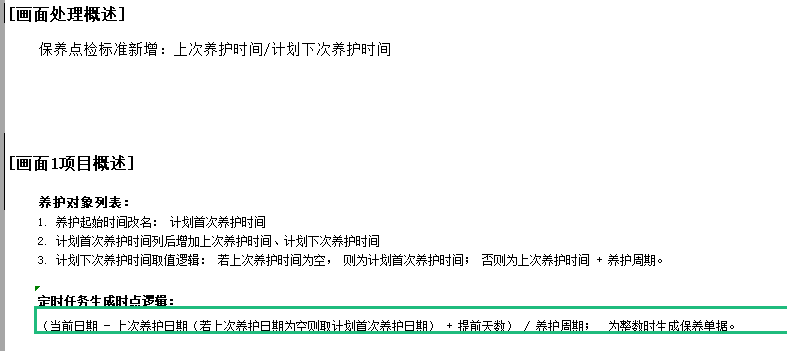 [画面处理概述]
保养点检标准新增：上次养护时间/计划下次养护时间
[画面1项目概述]
养护对象列表：
1. 养护起始时间改名： 计划首次养护时间
2. 计划首次养护时间列后增加上次养护时间、计划下次养护时间
3. 计划下次养护时间取值逻辑： 若上次养护时间为空， 则为计划首次养护时间； 否则为上次养护时间 + 养护周期。
定时任务生成时点逻辑：
(当前日期 - 上次养护日期(若上次养护日期为空则取计划首次养护日期) + 提前天数) / 养护周期； 为整数时生成保养单据。